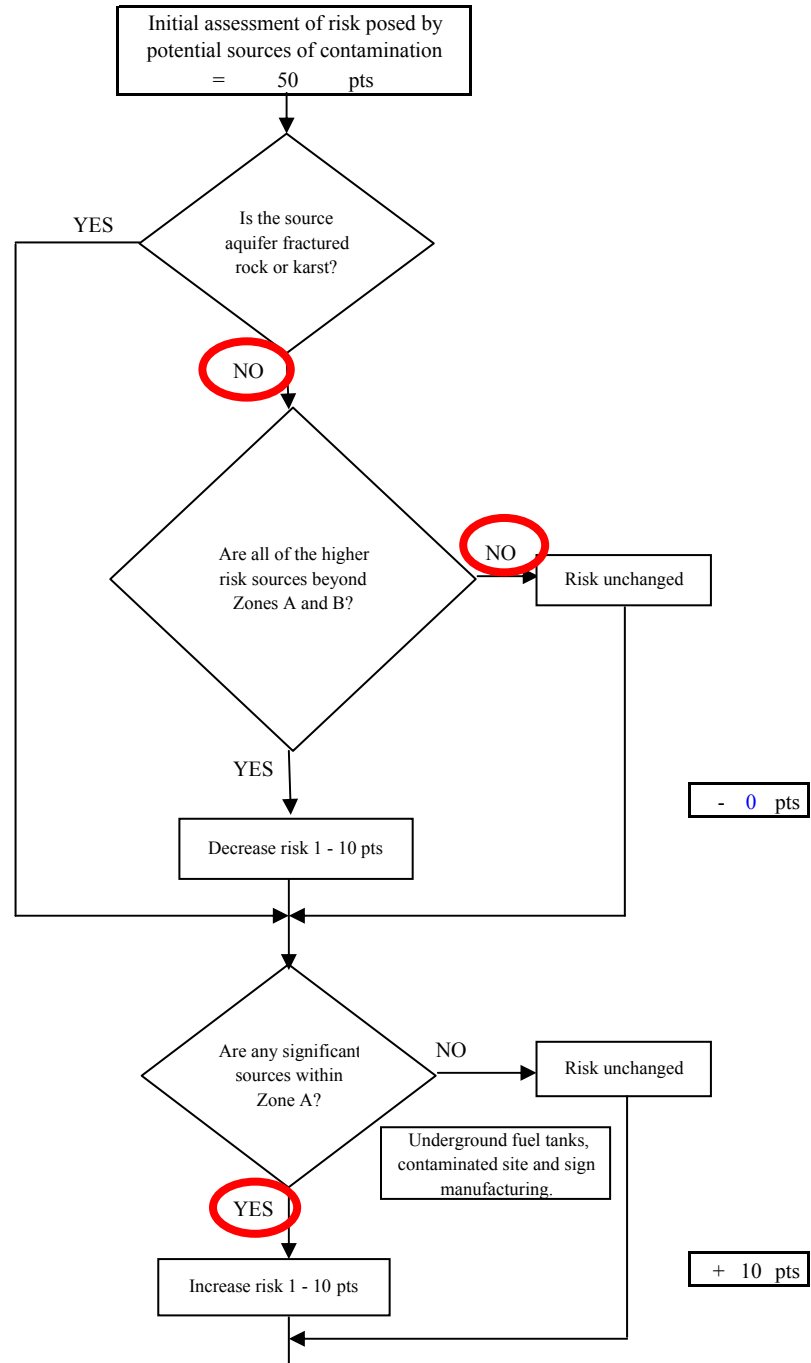 Initial assessment of risk posed by
potential sources of contamination
= 50 pts
YES
Is the source
aquifer fractured
rock or karst?
NO
Are all of the higher
risk sources beyond
Zones A and B?
NO
Risk unchanged
YES
- 0 pts
Decrease risk 1 - 10 pts
Are any significant
sources within
Zone A?
NO
Risk unchanged
Underground fuel tanks,
contaminated site and sign
manufacturing.
YES
+ 10 pts
Increase risk 1 - 10 pts